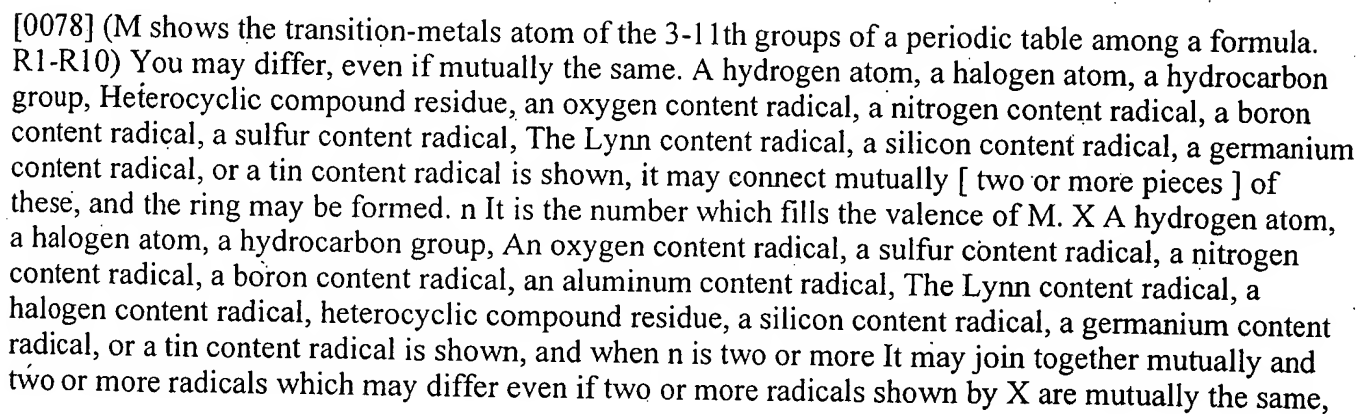 [0078] (M shows the transition-metals atom of the 3-11th groups of a periodic table among a formula.
R1-R10) You may differ, even if mutually the same. A hydrogen atom, a halogen atom, a hydrocarbon
group, Heterocyclic compound residue, an oxygen content radical, a nitrogen content radical, a boron
content radical, a sulfur content radical, The Lynn content radical, a silicon content radical, a germanium
content radical, or a tin content radical is shown, it may connect mutually [ two or more pieces ] of
these, and the ring may be formed. n It is the number which fills the valence of M. X A hydrogen atom,
a halogen atom, a hydrocarbon group, An oxygen content radical, a sulfur content radical, a nitrogen
content radical, a boron content radical, an aluminum content radical, The Lynn content radical, a
halogen content radical, heterocyclic compound residue, a silicon content radical, a germanium content
radical, or a tin content radical is shown, and when n is two or more It may join together mutually and
two or more radicals which may differ even if two or more radicals shown by X are mutually the same,